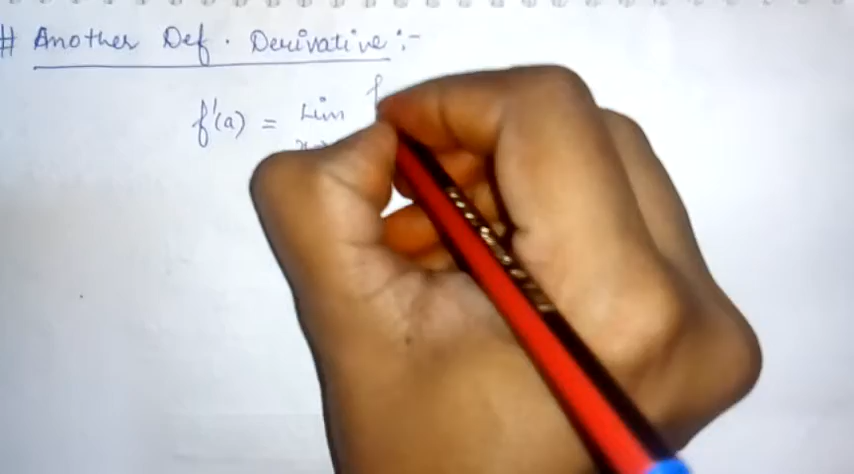 # Another Def. Derivative :-
f'(a) = Lim f
x→